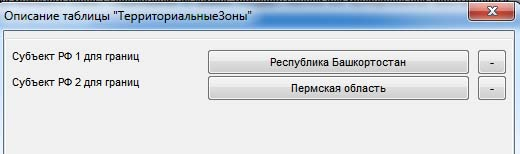 Описание таблицы "ТерриториальныеЗоны"
Субъект РФ 1 для границ Республика Башкортостан -
Субъект РФ 2 для границ Пермская область -